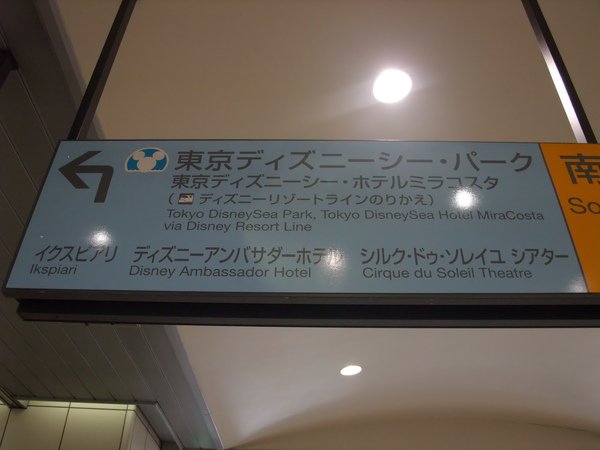 東京ディズニーシー・パーク
東京ディズニーシー・ホテルミラコスタ
(ディズニーリゾートラインのりかえ)
Tokyo DisneySea Park, Tokyo DisneySea Hotel MiraCosta
via Disney Resort Line
イクスピアリ ディズニーアンバサダーホテル シルク・ドゥ・ソレイユ シアター
Ikspiari Disney Ambassador Hotel Cirque du Soleil Theatre
南
So